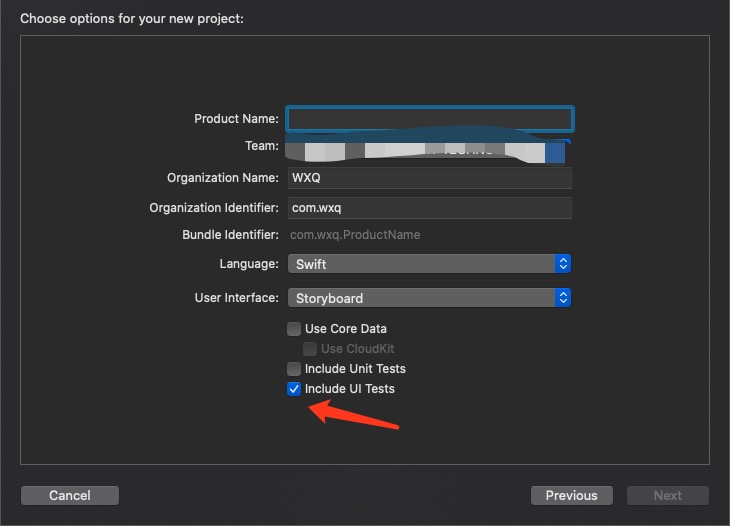 Choose options for your new project:
Product Name:
Team:
Organization Name: WXQ
Organization Identifier: com.wxq
Bundle Identifier: com.wxq.ProductName
Language: Swift
User Interface: Storyboard
Use Core Data
Use CloudKit
Include Unit Tests
Include UI Tests
Cancel Previous Next